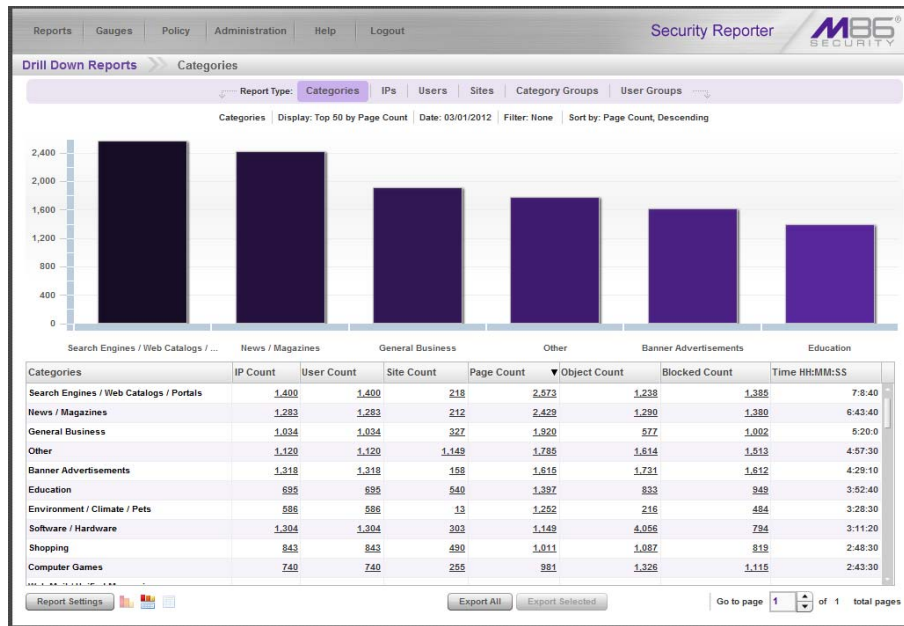 Reports Gauges Policy Administration Help Logout Security Reporter M86® SECURITY
Drill Down Reports Categories
Report Type: Categories IPs Users Sites Category Groups User Groups
Categories Display: Top 50 by Page Count Date: 03/01/2012 Filter: None Sort by: Page Count, Descending
2,400
2,000
1,600
1,200
800
400
0
Search Engines / Web Catalogs / ... News / Magazines General Business Other Banner Advertisements Education
Categories IP Count User Count Site Count Page Count ▼ Object Count Blocked Count Time HH:MM:SS
Search Engines / Web Catalogs / Portals 1,400 1,400 218 2,573 1,238 1,385 7:8:40
News / Magazines 1,283 1,283 212 2,429 1,290 1,380 6:43:40
General Business 1,034 1,034 327 1,920 577 1,002 5:20:0
Other 1,120 1,120 1,149 1,785 1,614 1,513 4:57:30
Banner Advertisements 1,318 1,318 158 1,615 1,731 1,612 4:29:10
Education 695 695 540 1,397 833 949 3:52:40
Environment / Climate / Pets 586 586 13 1,252 216 484 3:28:30
Software / Hardware 1,304 1,304 303 1,149 4,056 794 3:11:20
Shopping 843 843 490 1,011 1,087 819 2:48:30
Computer Games 740 740 255 981 1,326 1,115 2:43:30
Report Settings Export All Export Selected Go to page 1 of 1 total pages